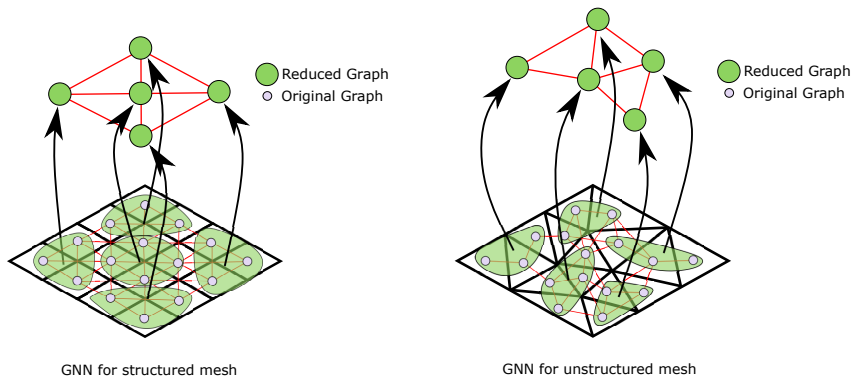 Reduced Graph
Original Graph
GNN for structured mesh
Reduced Graph
Original Graph
GNN for unstructured mesh